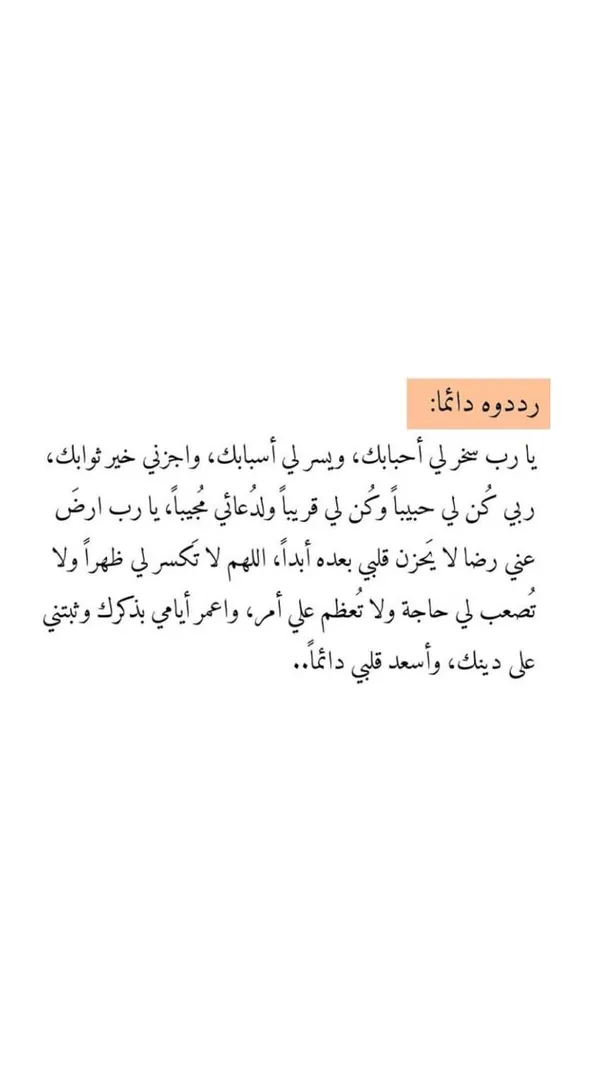 رددوه دائما:
يا رب سخر لي أحبابك، ويسر لي أسبابك، واجزني خير ثوابك،
ربي كُن لي حبيباً وكُن لي قريباً ولدُعائي مُجيباً، يا رب ارضَ
عني رضا لا يَحزن قلبي بعده أبداً، اللهم لا تَكسر لي ظهراً ولا
تُصعب لي حاجة ولا تُعظم علي أمر، واعمر أيامي بذكرك وثبتني
على دينك، وأسعد قلبي دائماً..